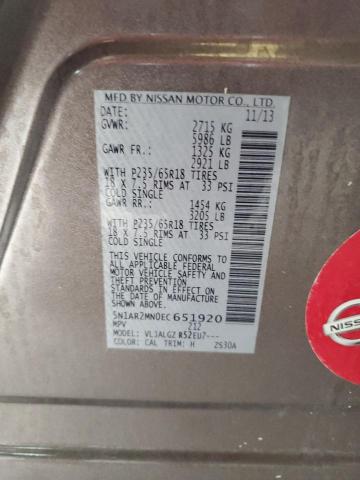 MFD BY NISSAN MOTOR CO., LTD.
DATE: 11/13
GVWR: 2715 KG
5986 LB
GAWR FR.: 1325 KG
2921 LB
WITH P235/65R18 TIRES
18 X 7.5 RIMS AT 33 PSI
COLD SINGLE
GAWR RR.: 1454 KG
3205 LB
WITH P235/65R18 TIRES
18 X 7.5 RIMS AT 33 PSI
COLD SINGLE
THIS VEHICLE CONFORMS TO
ALL APPLICABLE FEDERAL
MOTOR VEHICLE SAFETY AND
THEFT PREVENTION STANDARDS
IN EFFECT ON THE DATE OF
MANUFACTURE SHOWN ABOVE.
5N1AR2MN0EC651920
MPV 212
MODEL: R52EU7---
COLOR: CAL TRIM: H 2S30A
NISS